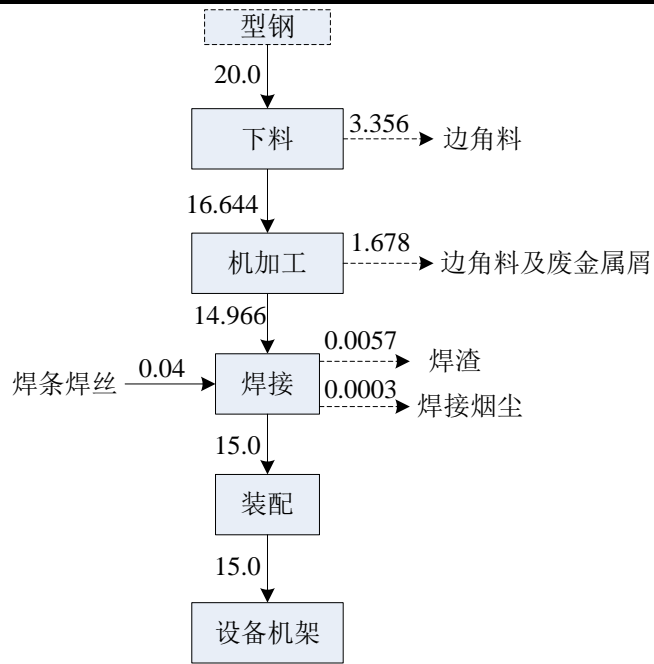 型钢
20.0
下料
3.356
边角料
16.644
机加工
1.678
边角料及废金属屑
14.966
焊条焊丝
0.04
焊接
0.0057
焊渣
0.0003
焊接烟尘
15.0
装配
15.0
设备机架